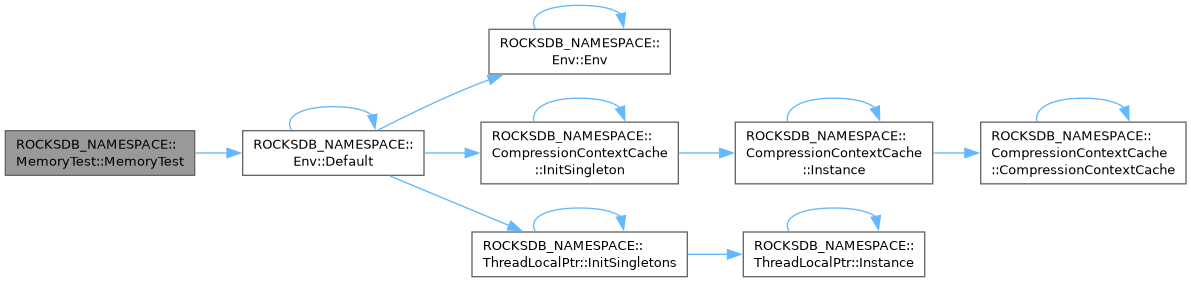 ROCKSDB_NAMESPACE::
MemoryTest::MemoryTest
ROCKSDB_NAMESPACE::
Env::Default
ROCKSDB_NAMESPACE::
Env::Env
ROCKSDB_NAMESPACE::
CompressionContextCache
::InitSingleton
ROCKSDB_NAMESPACE::
CompressionContextCache
::Instance
ROCKSDB_NAMESPACE::
CompressionContextCache
::CompressionContextCache
ROCKSDB_NAMESPACE::
ThreadLocalPtr::InitSingletons
ROCKSDB_NAMESPACE::
ThreadLocalPtr::Instance